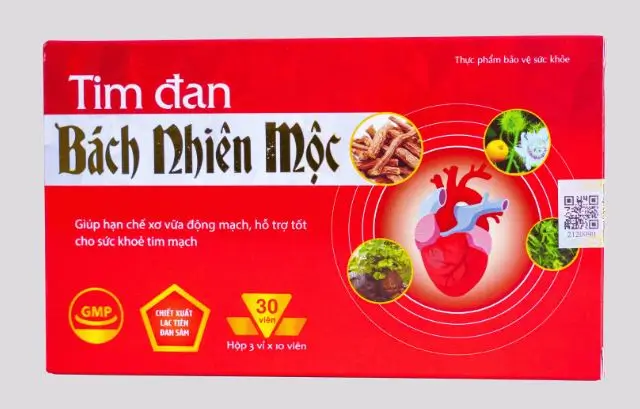 Thực phẩm bảo vệ sức khỏe
Tim đan
Bách Nhiên Mộc
Giúp hạn chế xơ vữa động mạch, hỗ trợ tốt
cho sức khoẻ tim mạch
GMP
CHIẾT XUẤT
LẠC TIÊN
ĐAN SÂM
30
viên
Hộp 3 vỉ x 10 viên